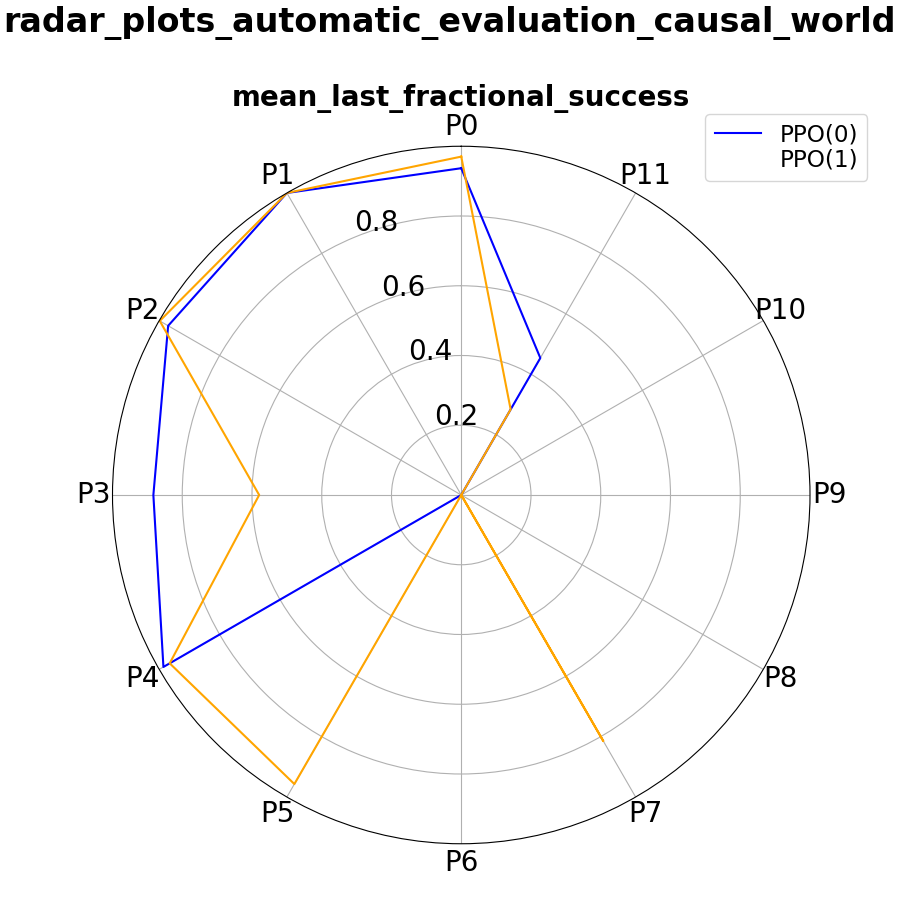 radar_plots_automatic_evaluation_causal_world
mean_last_fractional_success
PPO(0)
PPO(1)
P0
P1
P11
0.8
P2
0.6
P10
0.4
0.2
P3
P9
P4
P8
P5
P7
P6